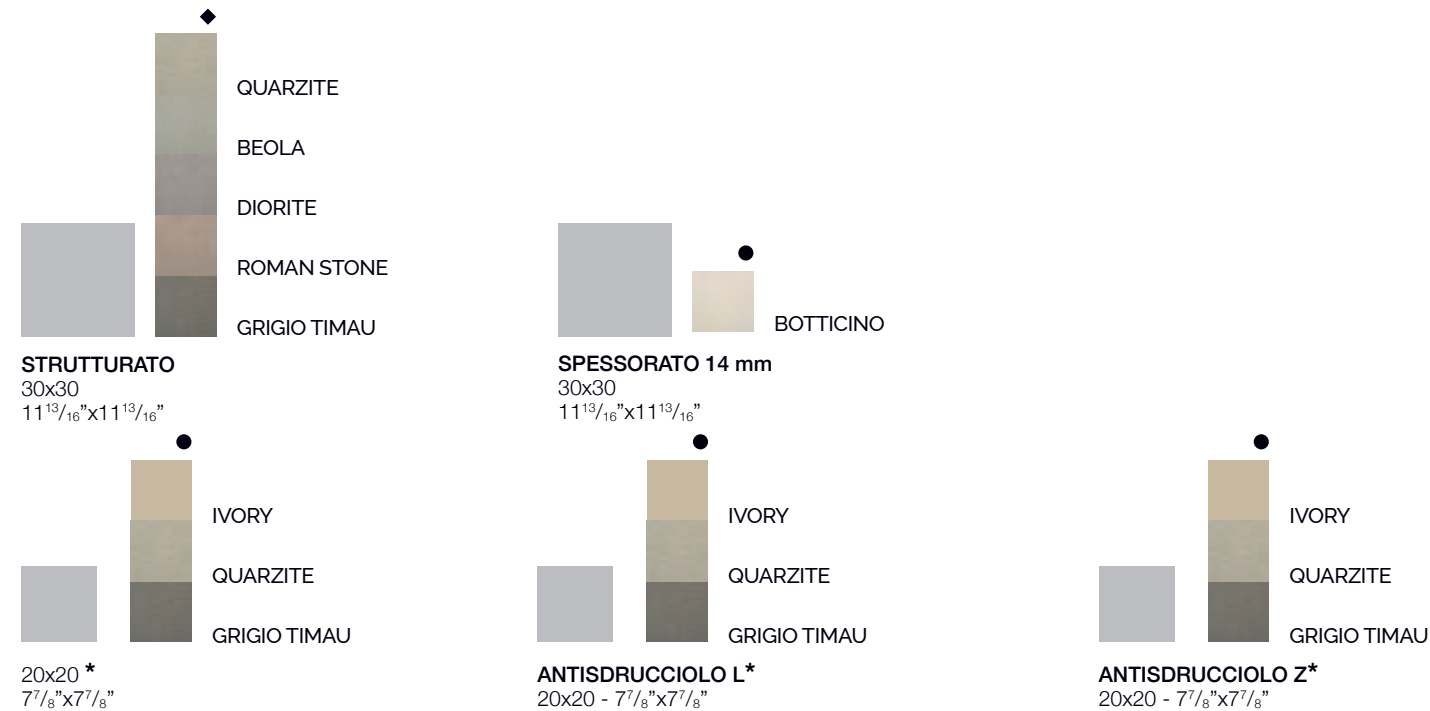 QUARZITE
BEOLA
DIORITE
ROMAN STONE
GRIGIO TIMAU
STRUTTURATO
30x30
11¹³/₁₆”x11¹³/₁₆”
BOTTICINO
SPESSORATO 14 mm
30x30
11¹³/₁₆”x11¹³/₁₆”
IVORY
QUARZITE
GRIGIO TIMAU
20x20 *
7⁷/₈”x7⁷/₈”
IVORY
QUARZITE
GRIGIO TIMAU
ANTISDRUCCIOLO L*
20x20 - 7⁷/₈”x7⁷/₈”
IVORY
QUARZITE
GRIGIO TIMAU
ANTISDRUCCIOLO Z*
20x20 - 7⁷/₈”x7⁷/₈”